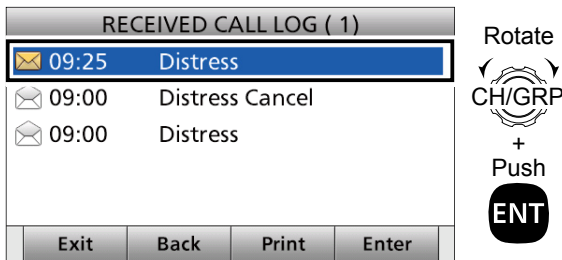 RECEIVED CALL LOG ( 1)
09:25 Distress
09:00 Distress Cancel
09:00 Distress
Exit Back Print Enter
Rotate
CH/GRP
+
Push
ENT